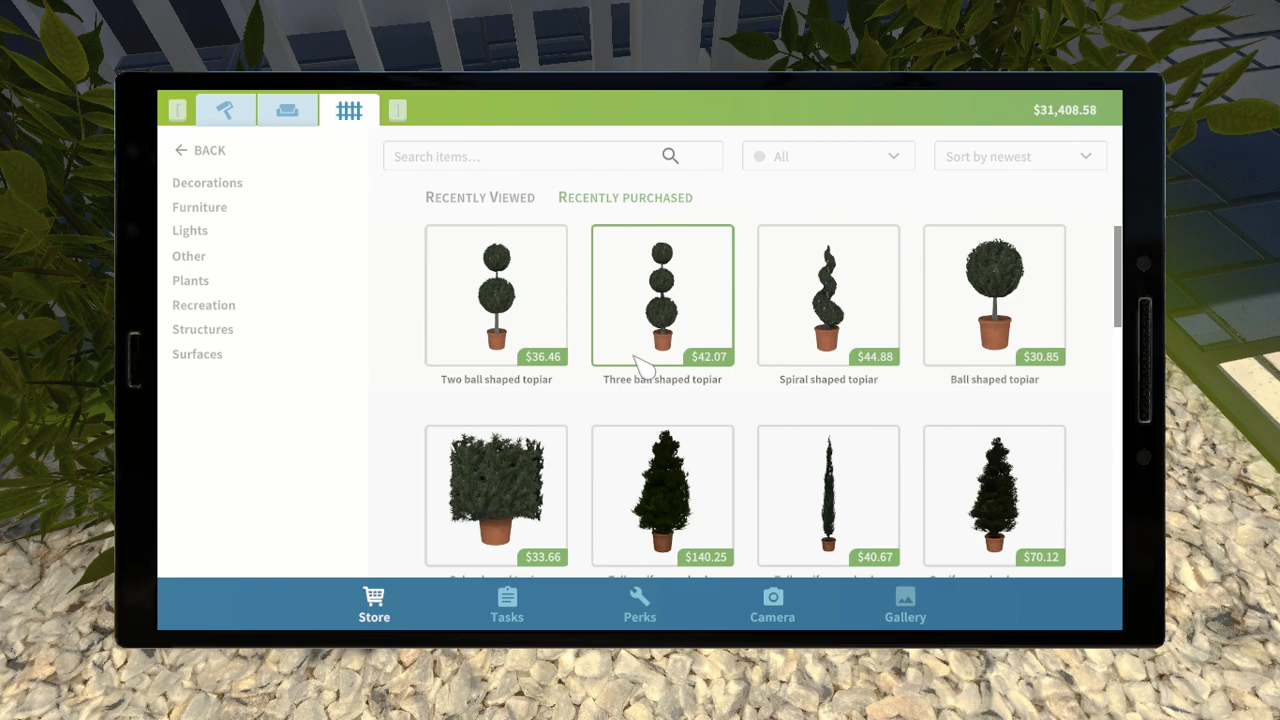 $31,408.58
BACK
Search items...
All
Sort by newest
Decorations
Furniture
Lights
Other
Plants
Recreation
Structures
Surfaces
RECENTLY VIEWED
RECENTLY PURCHASED
$36.46
$42.07
$44.88
$30.85
Two ball shaped topiar
Three ball shaped topiar
Spiral shaped topiar
Ball shaped topiar
$33.66
$140.25
$40.67
$70.12
Store
Tasks
Perks
Camera
Gallery